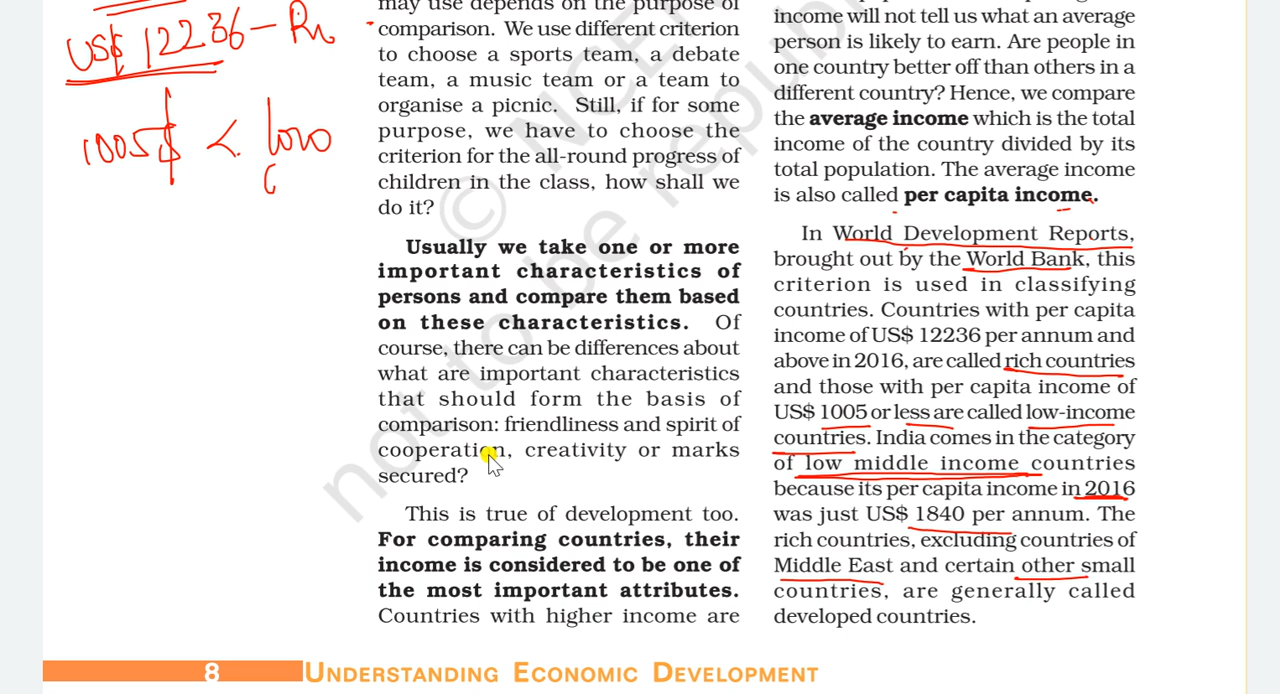 US$ 12236 –
1005$ < low
C
may use depends on the purpose of
comparison. We use different criterion
to choose a sports team, a debate
team, a music team or a team to
organise a picnic. Still, if for some
purpose, we have to choose the
criterion for the all-round progress of
children in the class, how shall we
do it?
Usually we take one or more
important characteristics of
persons and compare them based
on these characteristics. Of
course, there can be differences about
what are important characteristics
that should form the basis of
comparison: friendliness and spirit of
cooperation, creativity or marks
secured?
This is true of development too.
For comparing countries, their
income is considered to be one of
the most important attributes.
Countries with higher income are
income will not tell us what an average
person is likely to earn. Are people in
one country better off than others in a
different country? Hence, we compare
the average income which is the total
income of the country divided by its
total population. The average income
is also called per capita income.
In World Development Reports,
brought out by the World Bank, this
criterion is used in classifying
countries. Countries with per capita
income of US$ 12236 per annum and
above in 2016, are called rich countries
and those with per capita income of
US$ 1005 or less are called low-income
countries. India comes in the category
of low middle income countries
because its per capita income in 2016
was just US$ 1840 per annum. The
rich countries, excluding countries of
Middle East and certain other small
countries, are generally called
developed countries.
© NCE
not to be republi
8 UNDERSTANDING ECONOMIC DEVELOPMENT